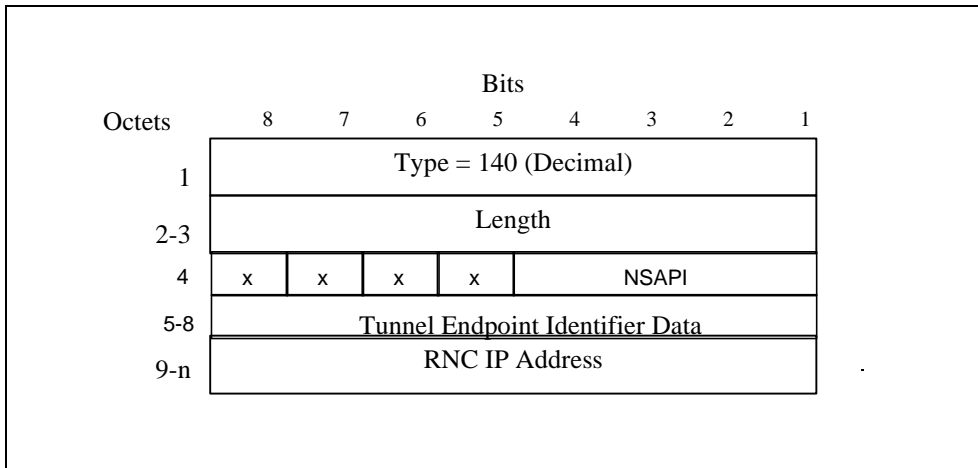 Bits
Octets 8 7 6 5 4 3 2 1
1 Type = 140 (Decimal)
2-3 Length
4 x x x x NSAPI
5-8 Tunnel Endpoint Identifier Data
9-n RNC IP Address .